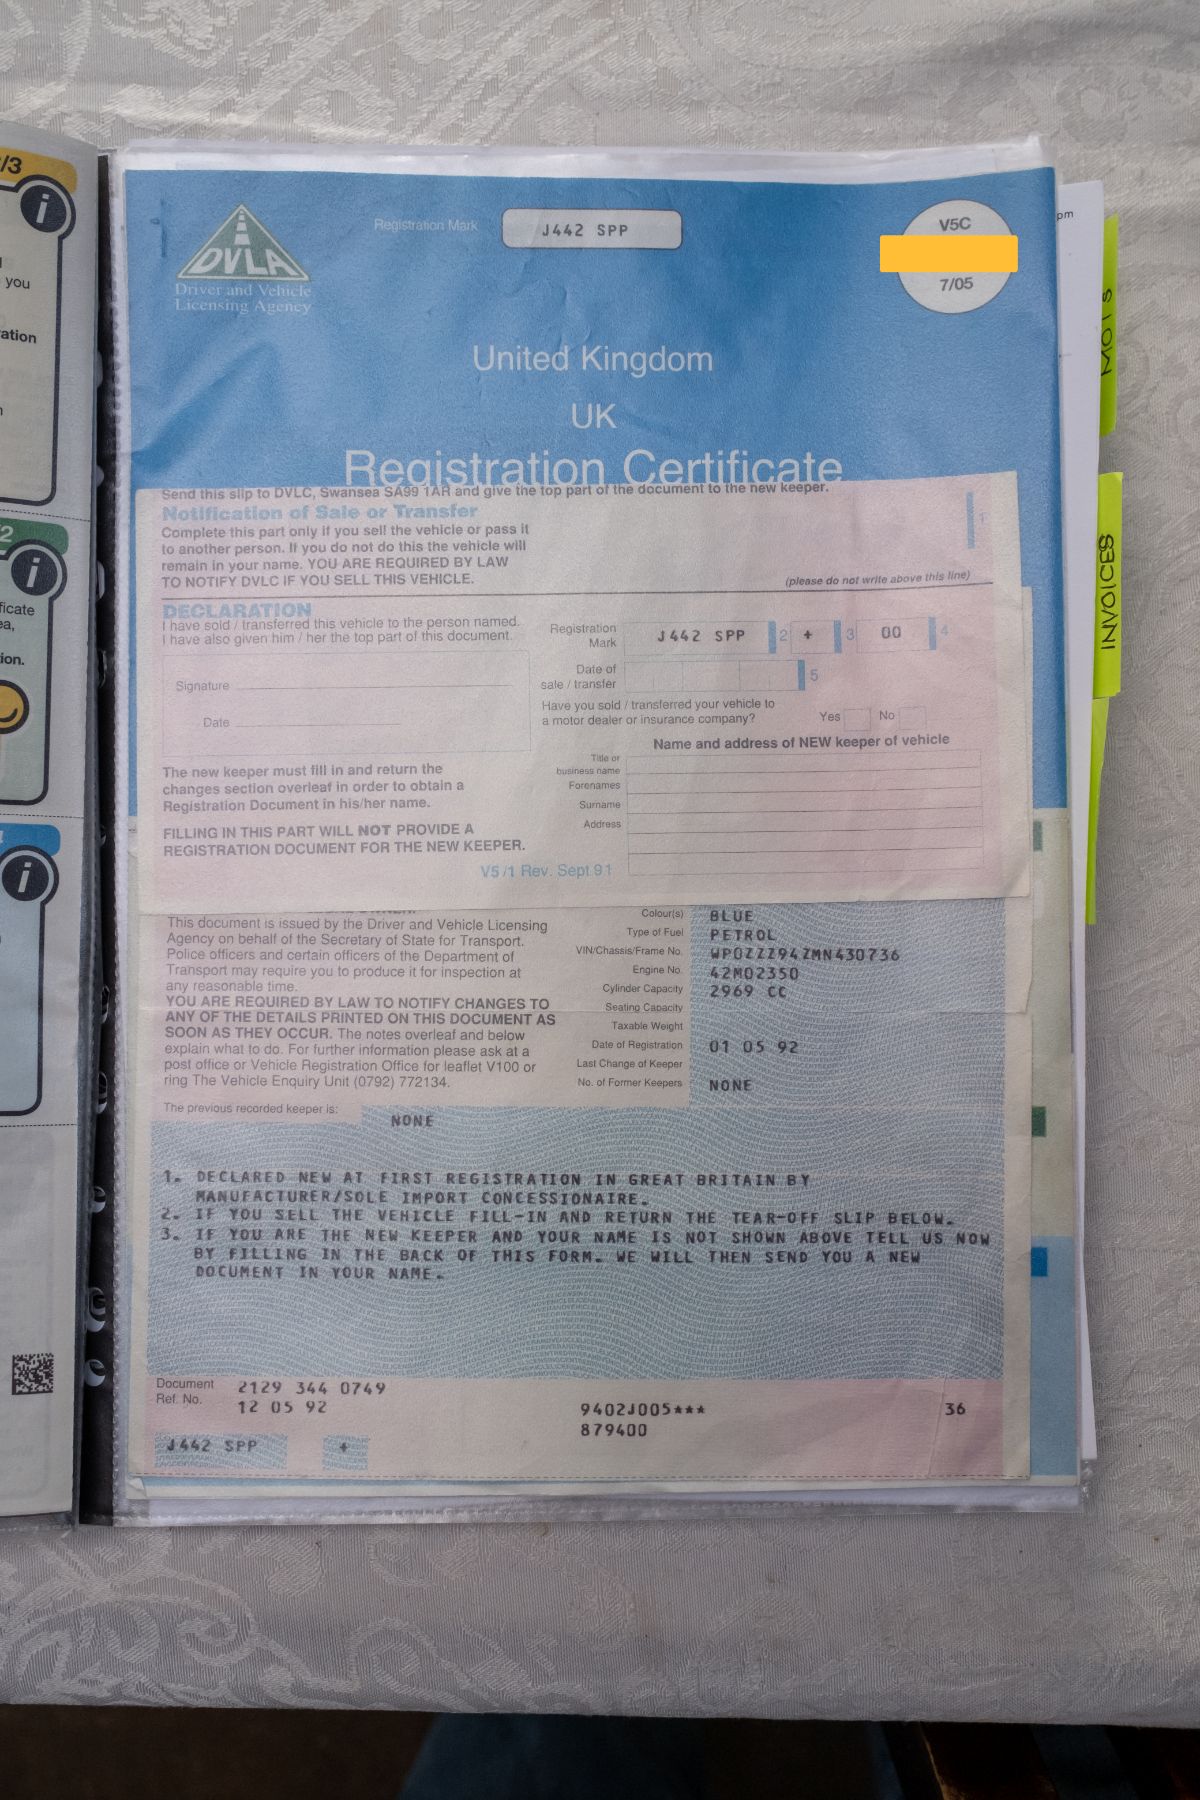 /3
i
you
ration
2
i
ficate
ea,
ion.
i
DVLA
Driver and Vehicle
Licensing Agency
Registration Mark
J442 SPP
V5C
7/05
pm
MOTS
INVOICES
United Kingdom
UK
Registration Certificate
Send this slip to DVLC, Swansea SA99 1AR and give the top part of the document to the new keeper.
Notification of Sale or Transfer
Complete this part only if you sell the vehicle or pass it
to another person. If you do not do this the vehicle will
remain in your name. YOU ARE REQUIRED BY LAW
TO NOTIFY DVLC IF YOU SELL THIS VEHICLE.
1
(please do not write above this line)
DECLARATION
I have sold / transferred this vehicle to the person named.
I have also given him / her the top part of this document.
Signature
Date
Registration
Mark
J442 SPP 2 + 3 00 4
Date of
sale / transfer
5
Have you sold / transferred your vehicle to
a motor dealer or insurance company?
Yes No
Name and address of NEW keeper of vehicle
Title or
business name
Forenames
Surname
Address
The new keeper must fill in and return the
changes section overleaf in order to obtain a
Registration Document in his/her name.
FILLING IN THIS PART WILL NOT PROVIDE A
REGISTRATION DOCUMENT FOR THE NEW KEEPER.
V5/1 Rev. Sept 91
This document is issued by the Driver and Vehicle Licensing
Agency on behalf of the Secretary of State for Transport.
Police officers and certain officers of the Department of
Transport may require you to produce it for inspection at
any reasonable time.
YOU ARE REQUIRED BY LAW TO NOTIFY CHANGES TO
ANY OF THE DETAILS PRINTED ON THIS DOCUMENT AS
SOON AS THEY OCCUR. The notes overleaf and below
explain what to do. For further information please ask at a
post office or Vehicle Registration Office for leaflet V100 or
ring The Vehicle Enquiry Unit (0792) 772134.
Colour(s) BLUE
Type of Fuel PETROL
VIN/Chassis/Frame No. WP0ZZZ94ZMN430736
Engine No. 42M02350
Cylinder Capacity 2969 CC
Seating Capacity
Taxable Weight
Date of Registration 01 05 92
Last Change of Keeper
No. of Former Keepers NONE
The previous recorded keeper is:
NONE
1. DECLARED NEW AT FIRST REGISTRATION IN GREAT BRITAIN BY
MANUFACTURER/SOLE IMPORT CONCESSIONAIRE.
2. IF YOU SELL THE VEHICLE FILL-IN AND RETURN THE TEAR-OFF SLIP BELOW.
3. IF YOU ARE THE NEW KEEPER AND YOUR NAME IS NOT SHOWN ABOVE TELL US NOW
BY FILLING IN THE BACK OF THIS FORM. WE WILL THEN SEND YOU A NEW
DOCUMENT IN YOUR NAME.
Document
Ref. No.
2129 344 0749
12 05 92
9402J005***
879400
36
J442 SPP +